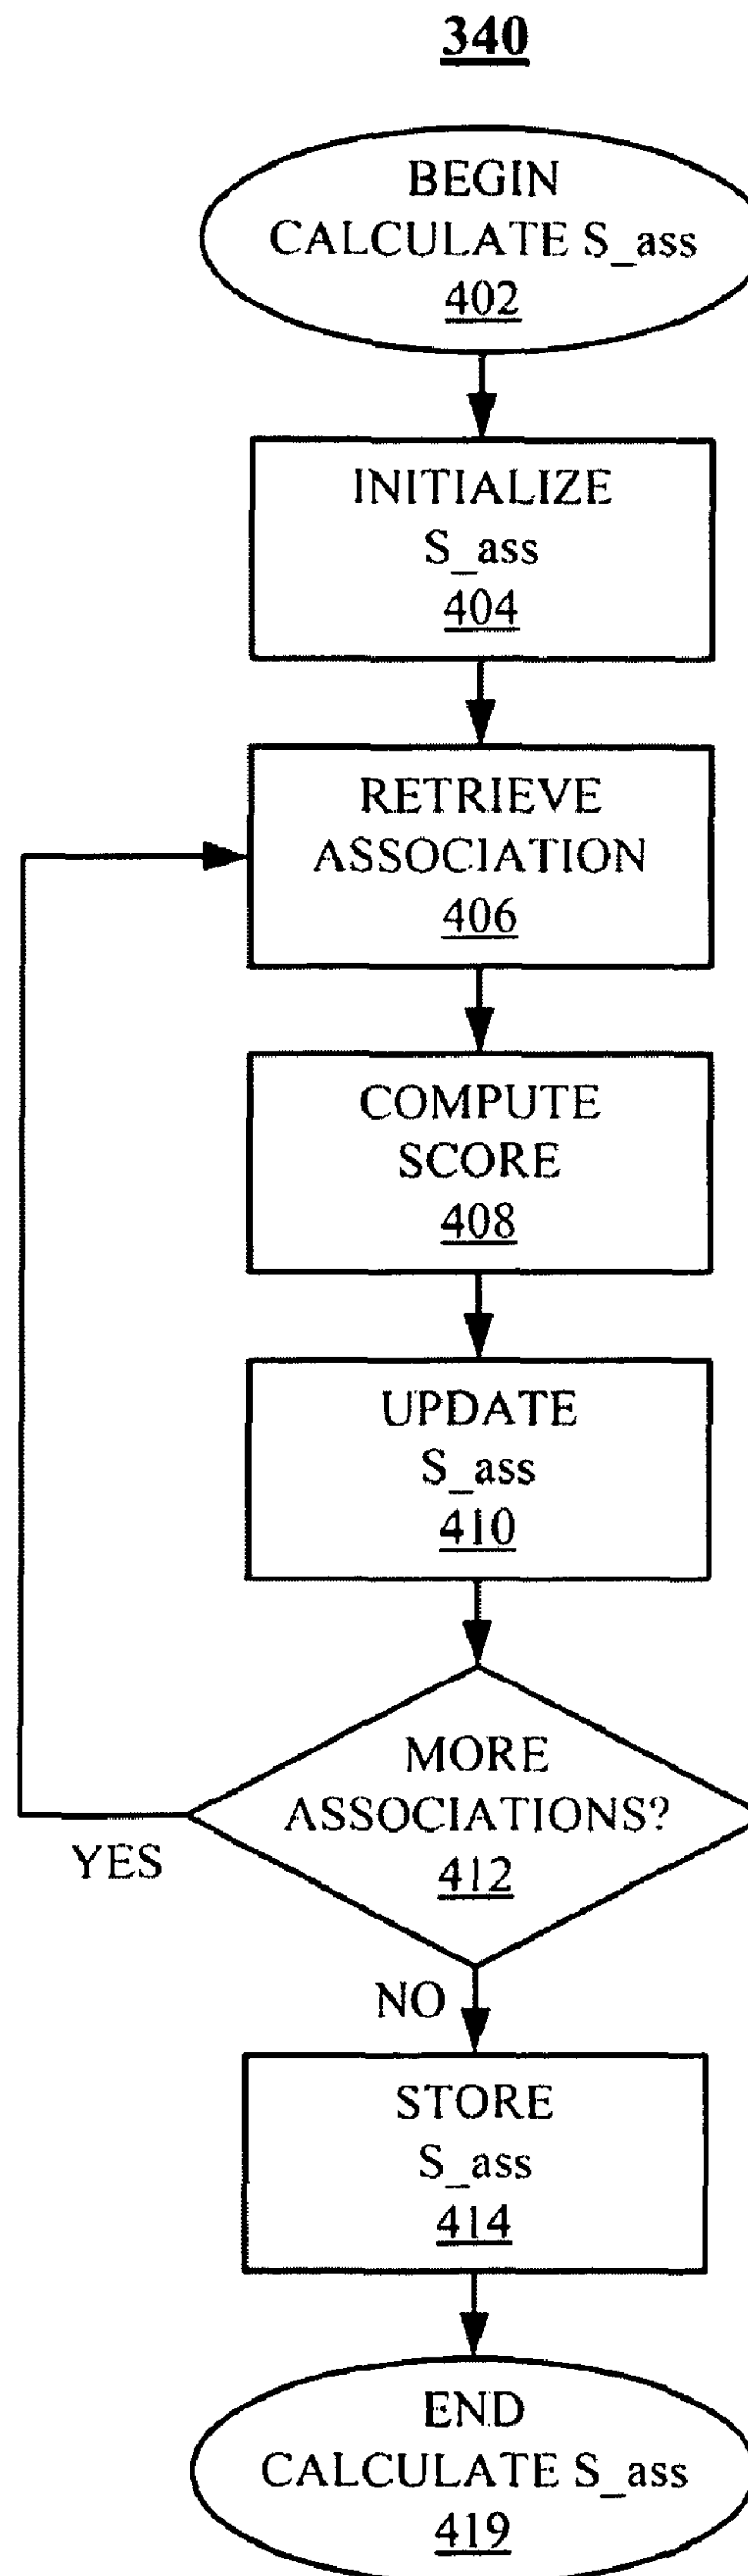 340
BEGIN
CALCULATE S_ass
402
INITIALIZE
S_ass
404
RETRIEVE
ASSOCIATION
406
COMPUTE
SCORE
408
UPDATE
S_ass
410
MORE
ASSOCIATIONS?
412
YES
NO
STORE
S_ass
414
END
CALCULATE S_ass
419